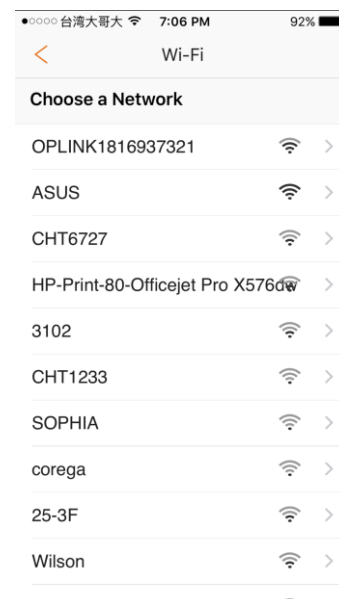 台湾大哥大 7:06 PM 92%
Wi-Fi
Choose a Network
OPLINK1816937321
ASUS
CHT6727
HP-Print-80-Officejet Pro X576dw
3102
CHT1233
SOPHIA
corega
25-3F
Wilson